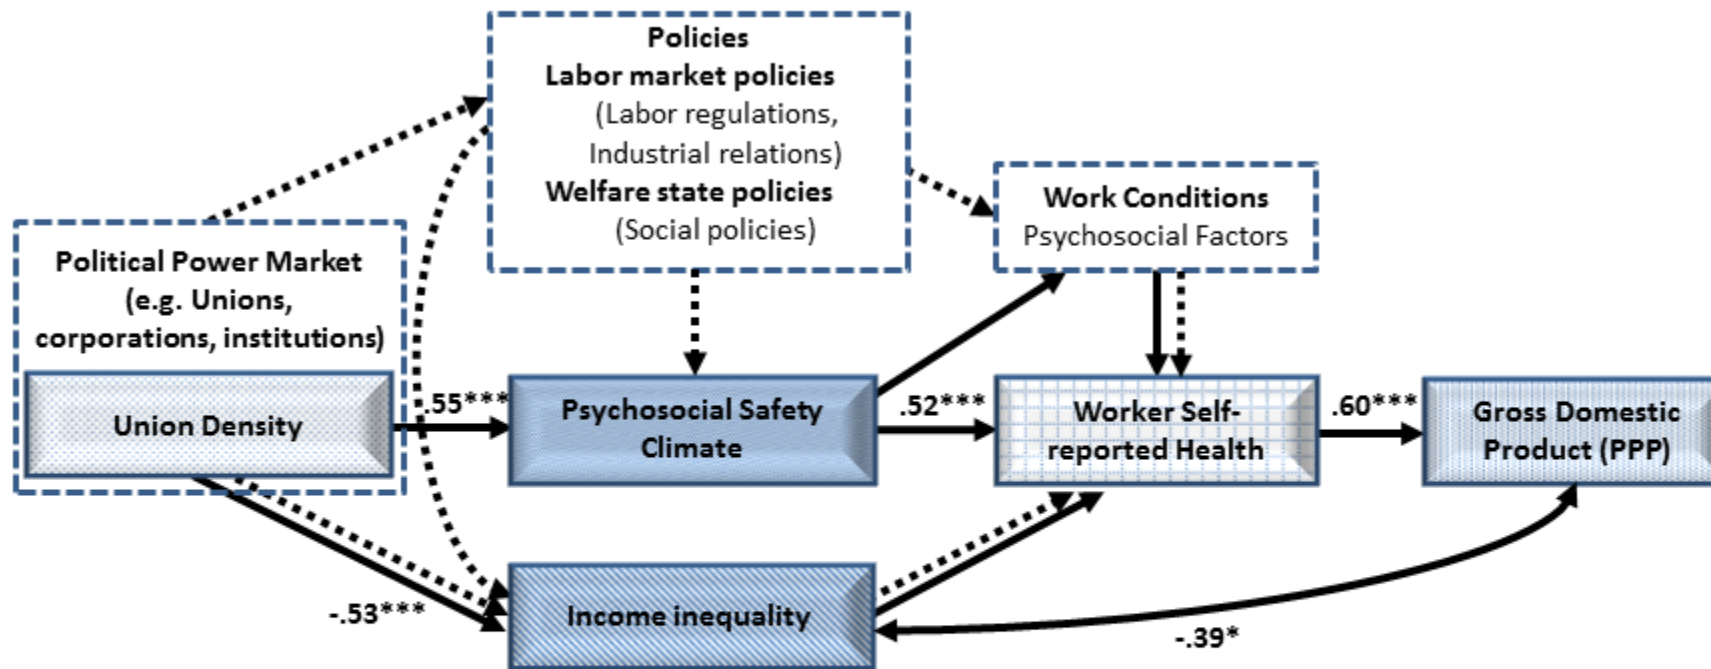 Policies
Labor market policies
(Labor regulations,
Industrial relations)
Welfare state policies
(Social policies)
Work Conditions
Psychosocial Factors
Political Power Market
(e.g. Unions,
corporations, institutions)
Union Density
.55***
Psychosocial Safety
Climate
.52***
Worker Self-
reported Health
.60***
Gross Domestic
Product (PPP)
-.53***
Income inequality
-.39*